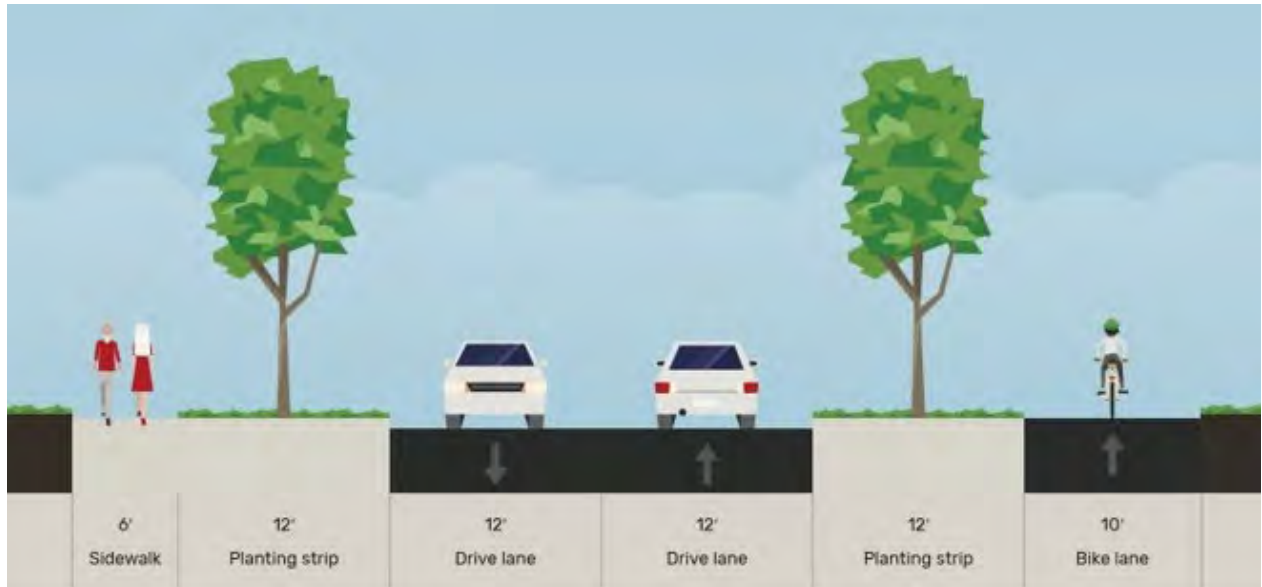 6' 12' 12' 12' 12' 10'
Sidewalk Planting strip Drive lane Drive lane Planting strip Bike lane